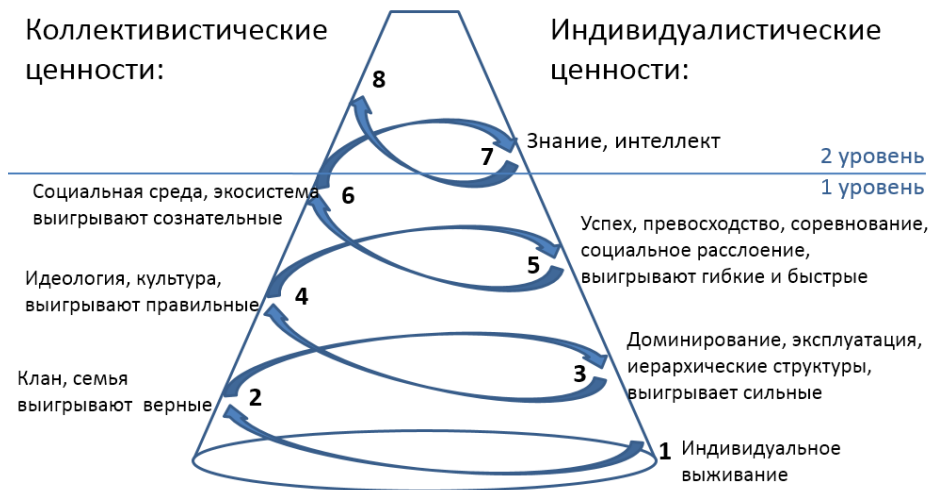 Коллективистические
ценности:
Индивидуалистические
ценности:
8
7
Знание, интеллект
2 уровень
1 уровень
Социальная среда, экосистема
выигрывают сознательные
6
Успех, превосходство, соревнование,
социальное расслоение,
выигрывают гибкие и быстрые
5
Идеология, культура,
выигрывают правильные
4
Доминирование, эксплуатация,
иерархические структуры,
выигрывает сильные
3
Клан, семья
выигрывают верные
2
1
Индивидуальное
выживание